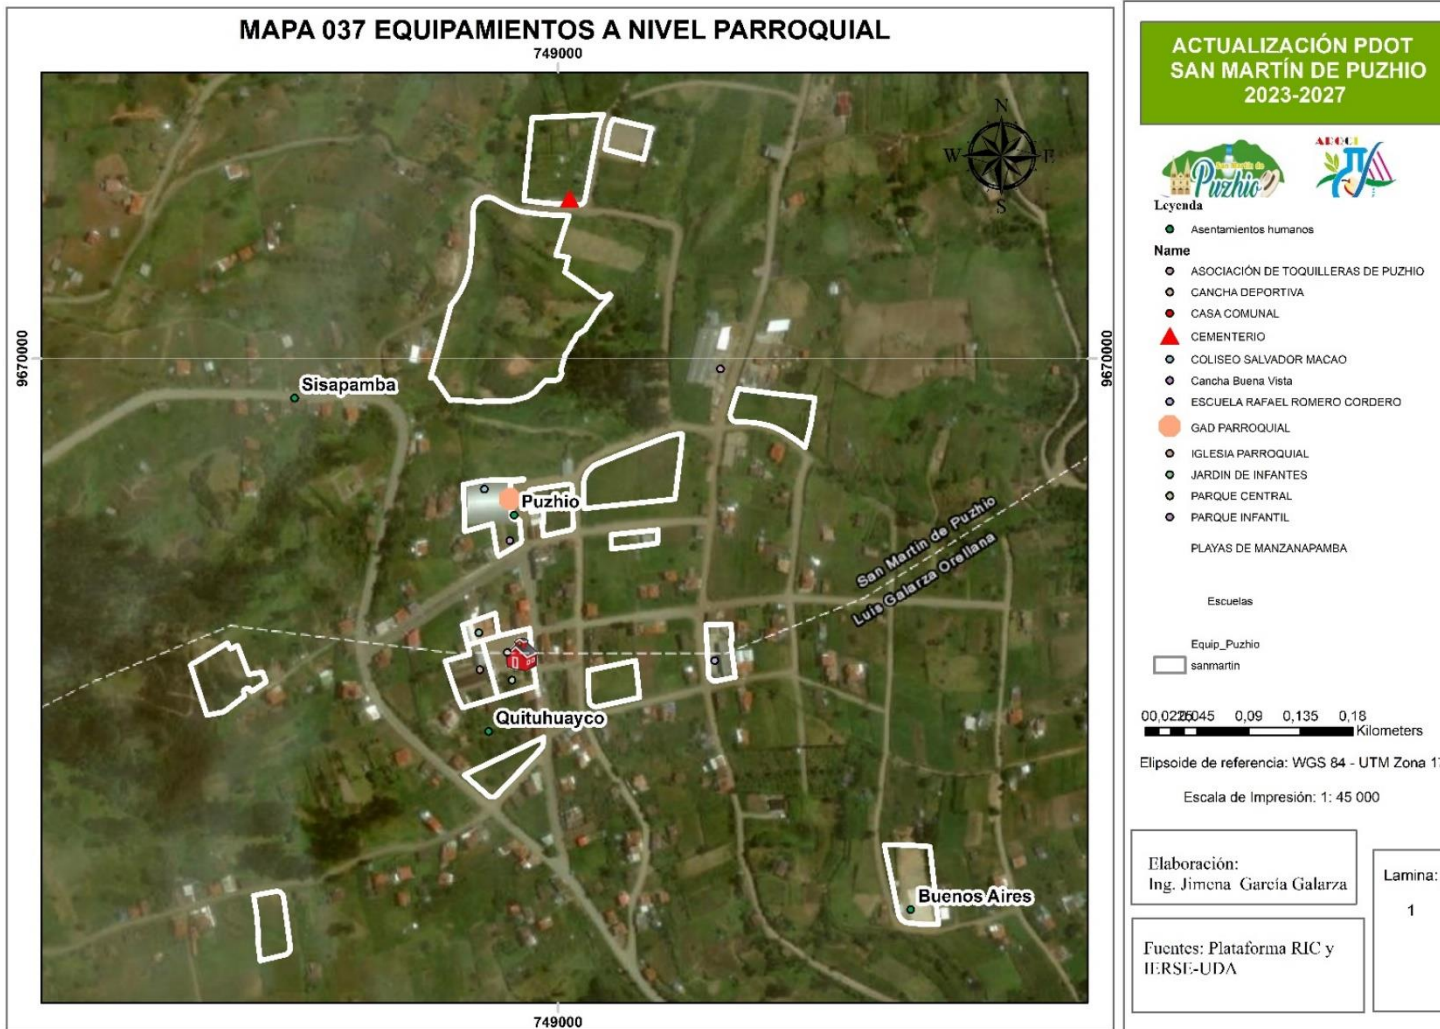 MAPA 037 EQUIPAMIENTOS A NIVEL PARROQUIAL
749000
9670000
9670000
N
W
E
S
Sisapamba
Puzhio
San Martin de Puzhio
Luis Galarza Orellana
Quituhuayco
Buenos Aires
749000
ACTUALIZACIÓN PDOT
SAN MARTÍN DE PUZHIO
2023-2027
San Martín de
Puzhio
Leyenda
Asentamientos humanos
Name
ASOCIACIÓN DE TOQUILLERAS DE PUZHIO
CANCHA DEPORTIVA
CASA COMUNAL
CEMENTERIO
COLISEO SALVADOR MACAO
Cancha Buena Vista
ESCUELA RAFAEL ROMERO CORDERO
GAD PARROQUIAL
IGLESIA PARROQUIAL
JARDIN DE INFANTES
PARQUE CENTRAL
PARQUE INFANTIL
PLAYAS DE MANZANAPAMBA
Escuelas
Equip_Puzhio
sanmartin
0,09 0,135 0,18
Kilometers
Elipsoide de referencia: WGS 84 - UTM Zona 17
Escala de Impresión: 1: 45 000
Elaboración:
Ing. Jimena García Galarza
Lamina:
1
Fuentes: Plataforma RIC y
IERSE-UDA